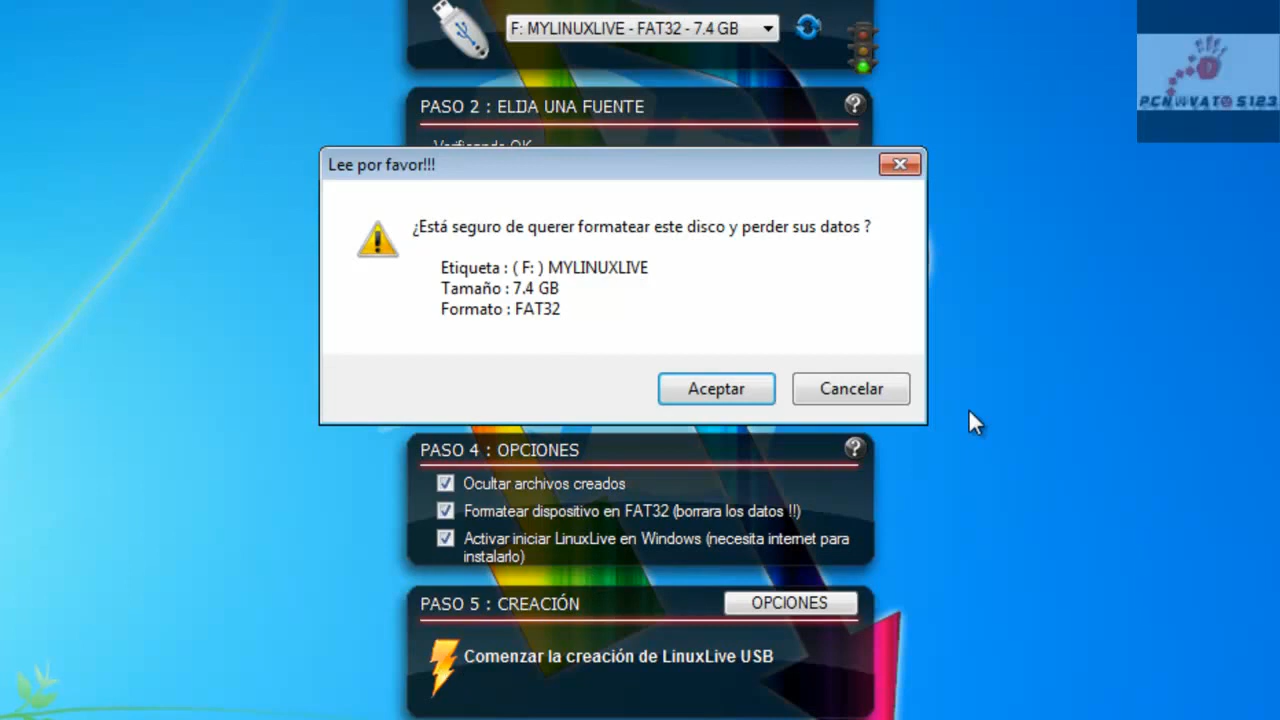 F: MYLINUXLIVE - FAT32 - 7.4 GB
PASO 2 : ELIJA UNA FUENTE
Verificando OK
Lee por favor!!!
¿Está seguro de querer formatear este disco y perder sus datos ?
Etiqueta : ( F: ) MYLINUXLIVE
Tamaño : 7.4 GB
Formato : FAT32
Aceptar
Cancelar
PASO 4 : OPCIONES
Ocultar archivos creados
Formatear dispositivo en FAT32 (borrara los datos !!)
Activar iniciar LinuxLive en Windows (necesita internet para
instalarlo)
PASO 5 : CREACIÓN
OPCIONES
Comenzar la creación de LinuxLive USB